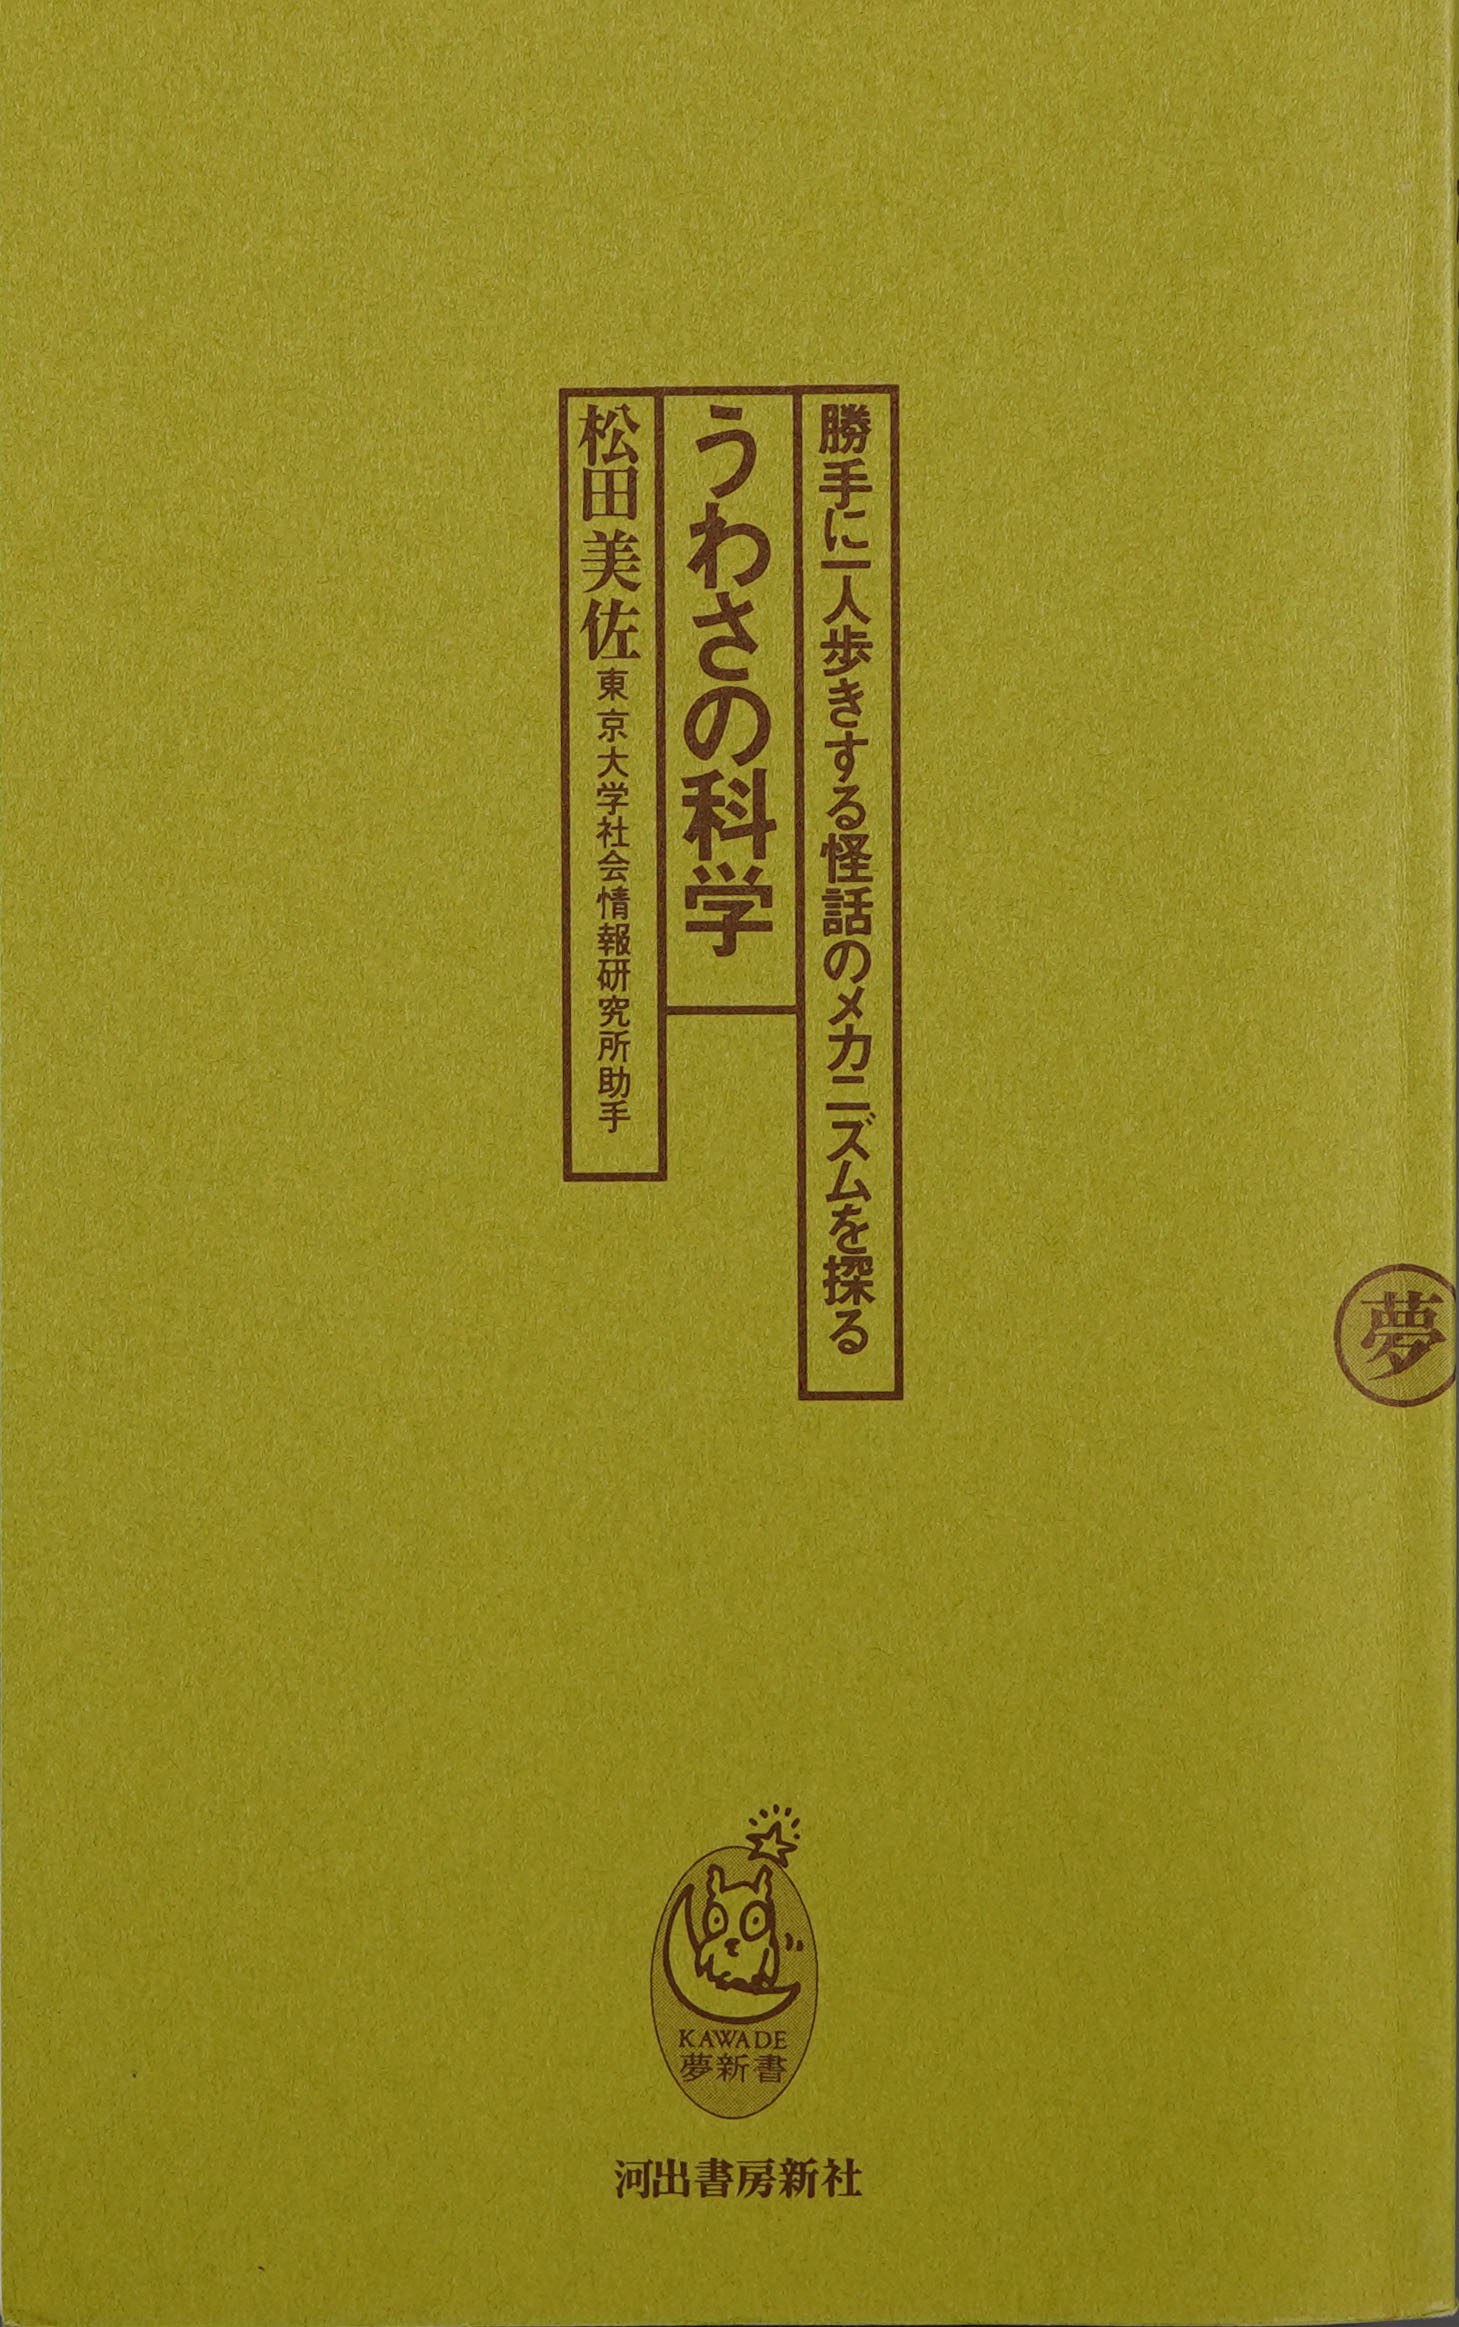 勝手に一人歩きする怪話のメカニズムを探る
うわさの科学
松田美佐 東京大学社会情報研究所助手
夢
KAWADE
夢新書
河出書房新社